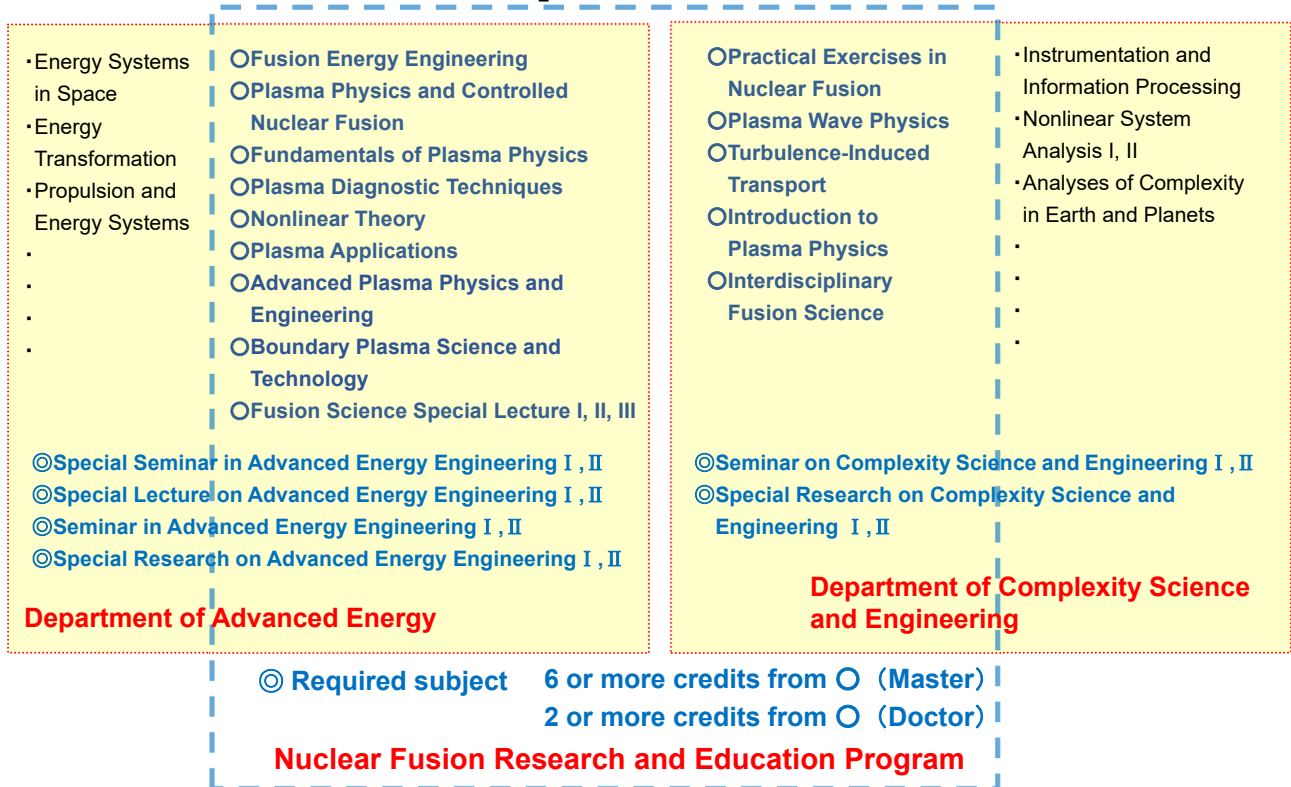 ・Energy Systems
in Space
・Energy
Transformation
・Propulsion and
Energy Systems
・
・
・
・
○Fusion Energy Engineering
○Plasma Physics and Controlled
Nuclear Fusion
○Fundamentals of Plasma Physics
○Plasma Diagnostic Techniques
○Nonlinear Theory
○Plasma Applications
○Advanced Plasma Physics and
Engineering
○Boundary Plasma Science and
Technology
○Fusion Science Special Lecture I, II, III
◎Special Seminar in Advanced Energy Engineering Ⅰ,Ⅱ
◎Special Lecture on Advanced Energy Engineering Ⅰ,Ⅱ
◎Seminar in Advanced Energy Engineering Ⅰ,Ⅱ
◎Special Research on Advanced Energy Engineering Ⅰ,Ⅱ
Department of Advanced Energy
○Practical Exercises in
Nuclear Fusion
○Plasma Wave Physics
○Turbulence-Induced
Transport
○Introduction to
Plasma Physics
○Interdisciplinary
Fusion Science
・Instrumentation and
Information Processing
・Nonlinear System
Analysis I, II
・Analyses of Complexity
in Earth and Planets
・
・
・
・
◎Seminar on Complexity Science and Engineering Ⅰ,Ⅱ
◎Special Research on Complexity Science and
Engineering Ⅰ,Ⅱ
Department of Complexity Science
and Engineering
◎ Required subject
6 or more credits from ○（Master）
2 or more credits from ○（Doctor）
Nuclear Fusion Research and Education Program